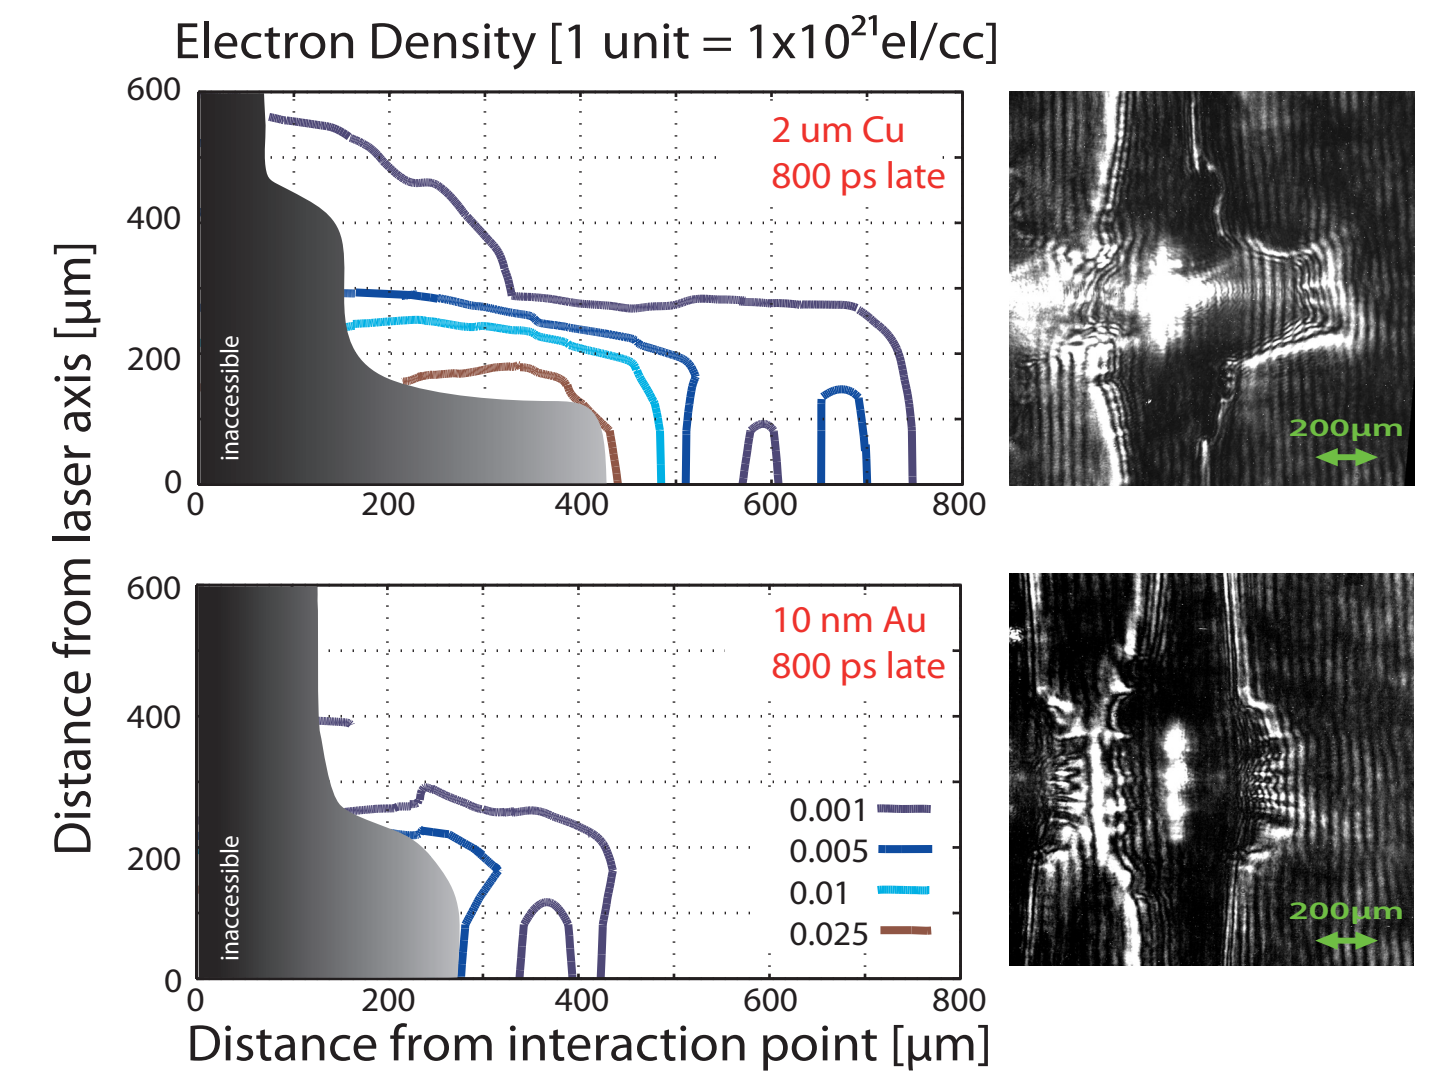 Electron Density [1 unit = 1x10²¹el/cc]
Distance from laser axis [µm]
600
400
200
0
inaccessible
2 um Cu
800 ps late
0 200 400 600 800
200µm
600
400
200
0
inaccessible
10 nm Au
800 ps late
0.001
0.005
0.01
0.025
0 200 400 600 800
200µm
Distance from interaction point [µm]